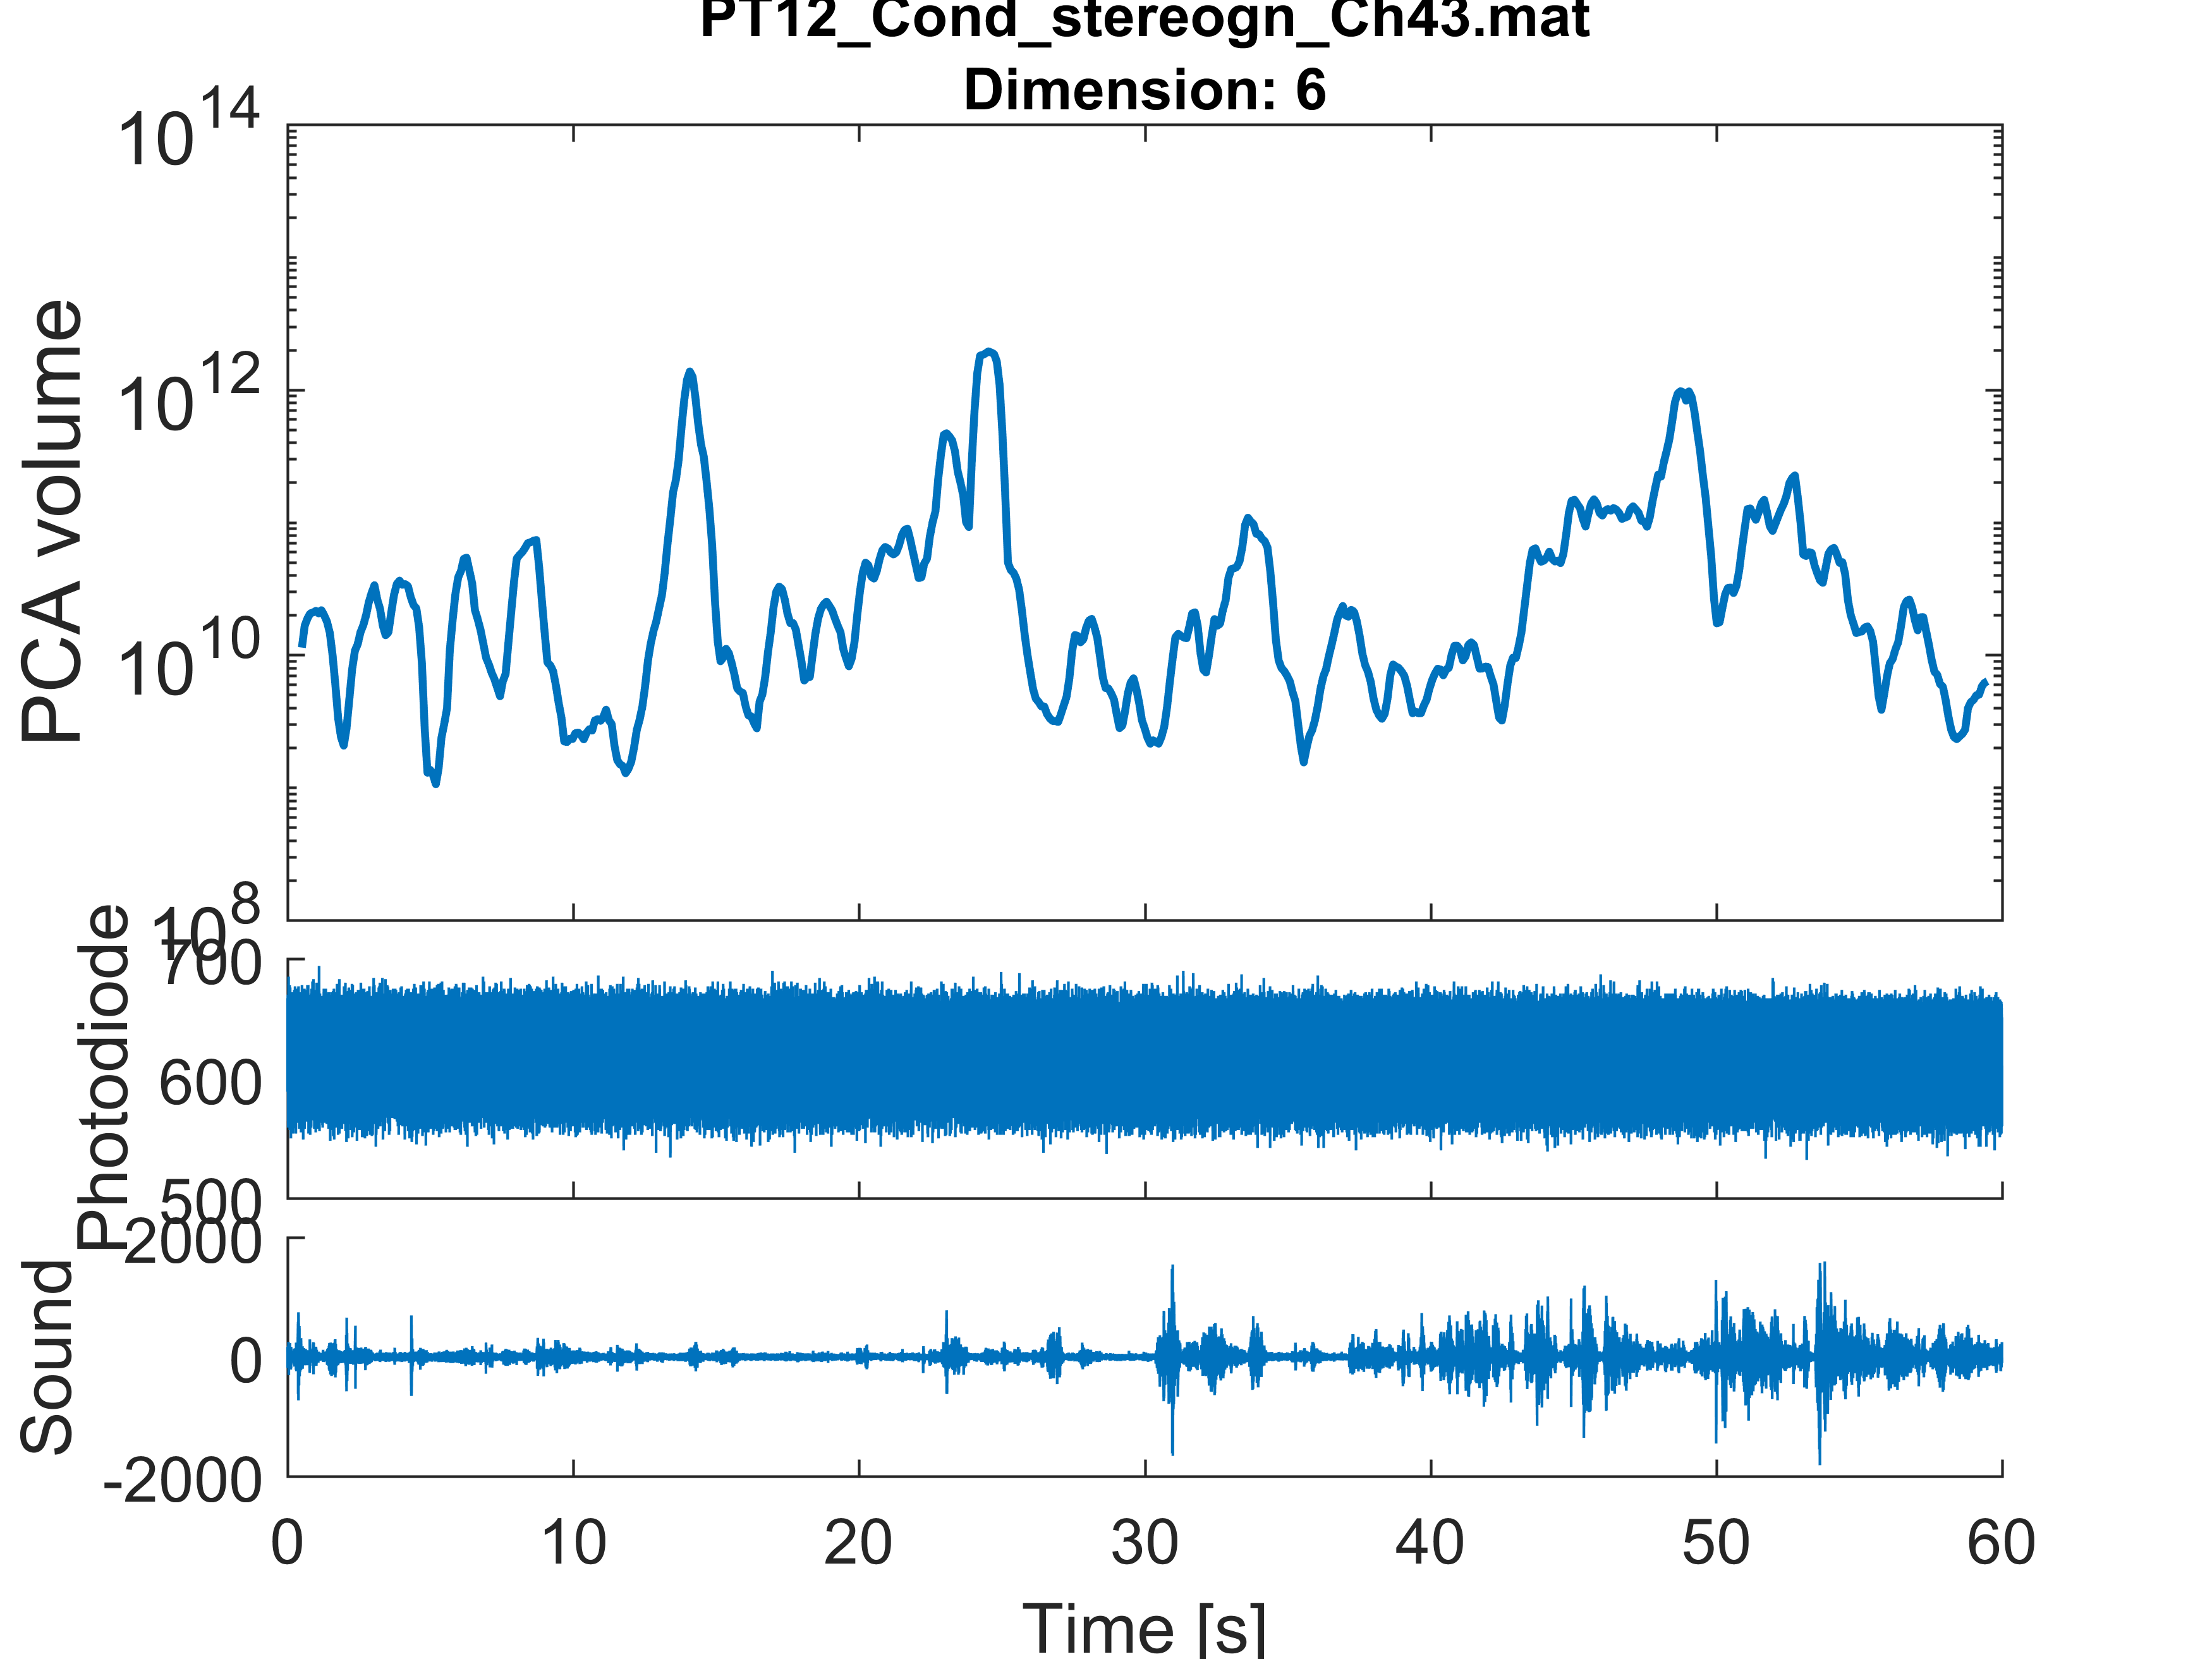 PT12_Cond_stereogn_Ch43.mat
Dimension: 6
PCA volume
10^14
10^12
10^10
10^8
Photodiode
700
600
500
Sound
2000
0
-2000
0 10 20 30 40 50 60
Time [s]